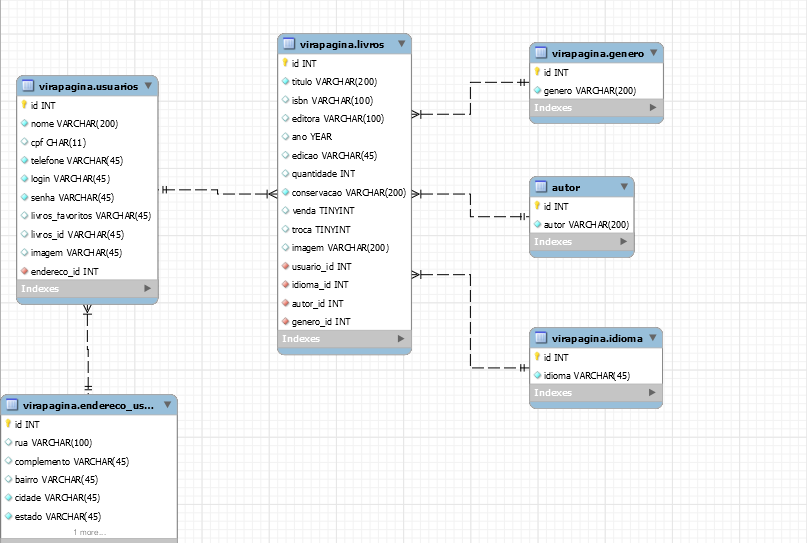 virapagina.usuarios
id INT
nome VARCHAR(200)
cpf CHAR(11)
telefone VARCHAR(45)
login VARCHAR(45)
senha VARCHAR(45)
livros_favoritos VARCHAR(45)
livros_id VARCHAR(45)
imagem VARCHAR(45)
endereco_id INT
Indexes
virapagina.endereco_us...
id INT
rua VARCHAR(100)
complemento VARCHAR(45)
bairro VARCHAR(45)
cidade VARCHAR(45)
estado VARCHAR(45)
1 more...
virapagina.livros
id INT
titulo VARCHAR(200)
isbn VARCHAR(100)
editora VARCHAR(100)
ano YEAR
edicao VARCHAR(45)
quantidade INT
conservacao VARCHAR(200)
venda TINYINT
troca TINYINT
imagem VARCHAR(200)
usuario_id INT
idioma_id INT
autor_id INT
genero_id INT
Indexes
virapagina.genero
id INT
genero VARCHAR(200)
Indexes
autor
id INT
autor VARCHAR(200)
Indexes
virapagina.idioma
id INT
idioma VARCHAR(45)
Indexes